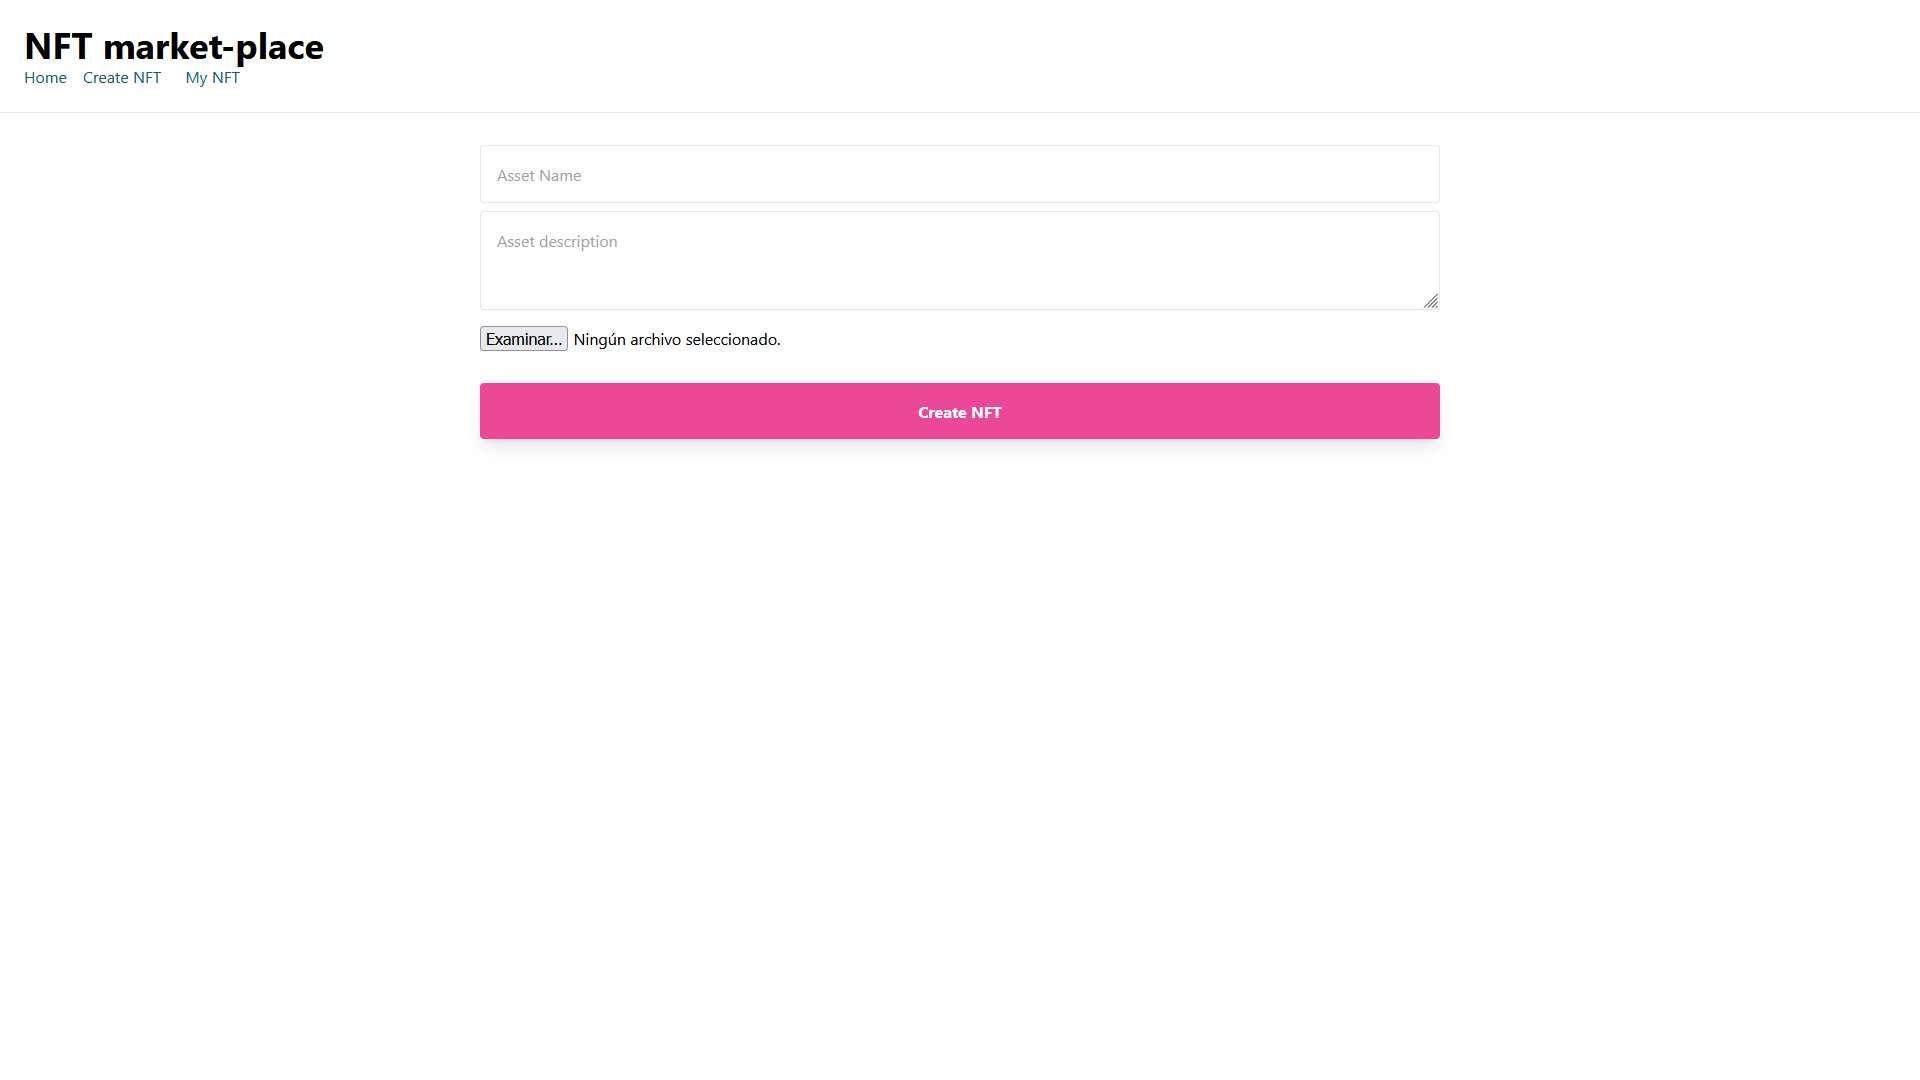 NFT market-place
Home Create NFT My NFT
Asset Name
Asset description
Examinar... Ningún archivo seleccionado.
Create NFT